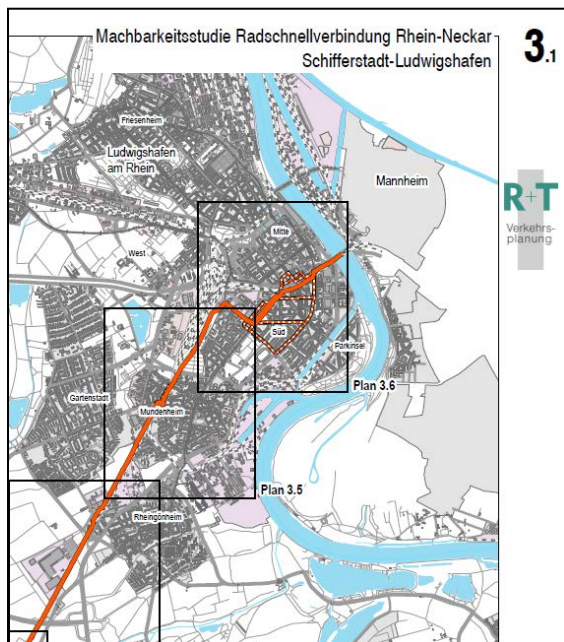 Machbarkeitsstudie Radschnellverbindung Rhein-Neckar
Schifferstadt-Ludwigshafen
3.1
R+T
Verkehrs-
planung
Friesenheim
Ludwigshafen
am Rhein
Mannheim
Mitte
West
Süd
Parkinsel
Plan 3.6
Gartenstadt
Mundenheim
Plan 3.5
Rheingönheim